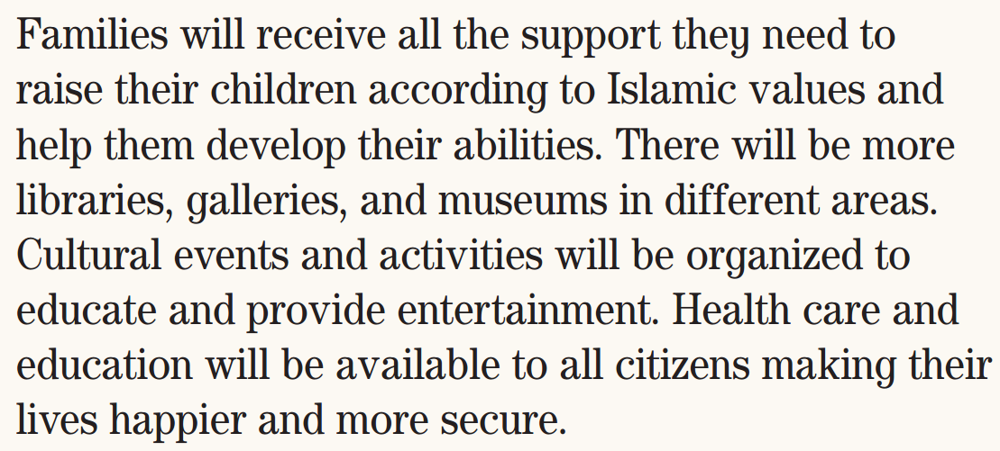 Families will receive all the support they need to
raise their children according to Islamic values and
help them develop their abilities. There will be more
libraries, galleries, and museums in different areas.
Cultural events and activities will be organized to
educate and provide entertainment. Health care and
education will be available to all citizens making their
lives happier and more secure.